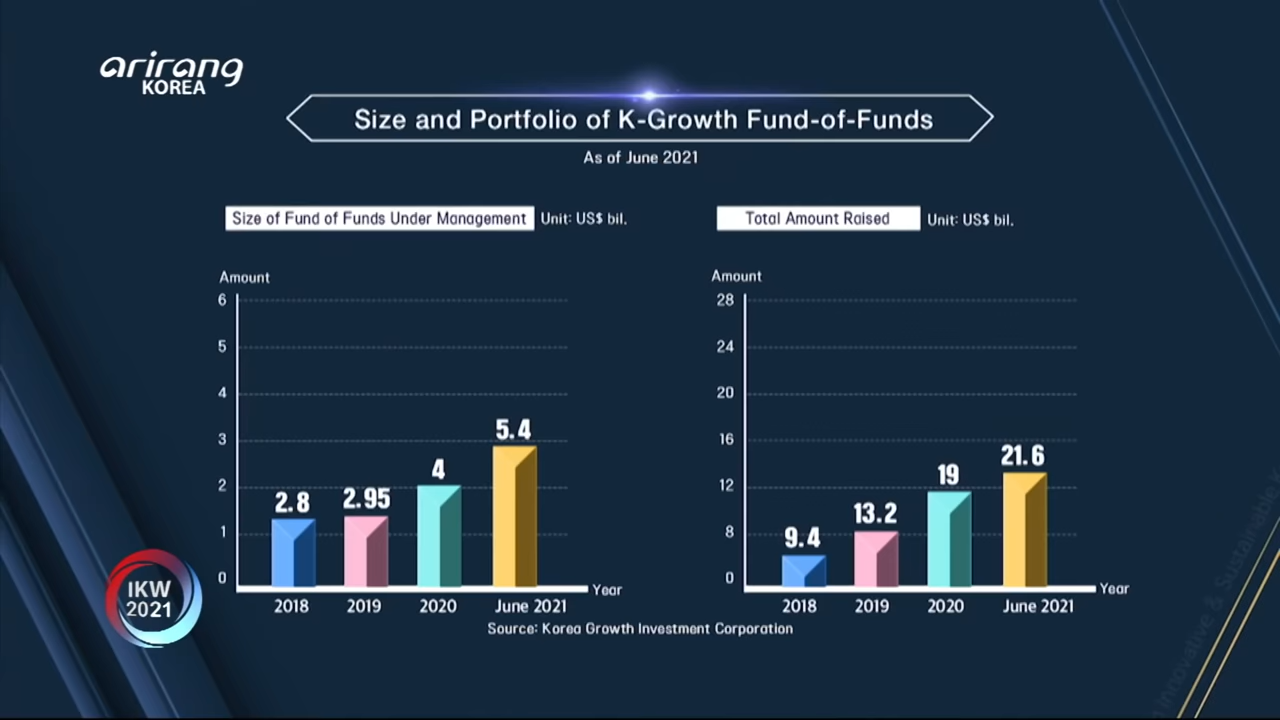 arirang
KOREA
Size and Portfolio of K-Growth Fund-of-Funds
As of June 2021
Size of Fund of Funds Under Management Unit: US$ bil.
Amount
6
5
4
3
2
1
0
2.8
2.95
4
5.4
2018 2019 2020 June 2021
Year
Total Amount Raised Unit: US$ bil.
Amount
28
24
20
16
12
8
0
9.4
13.2
19
21.6
2018 2019 2020 June 2021
Year
Source: Korea Growth Investment Corporation
IKW
2021
Innovative & Sustainable